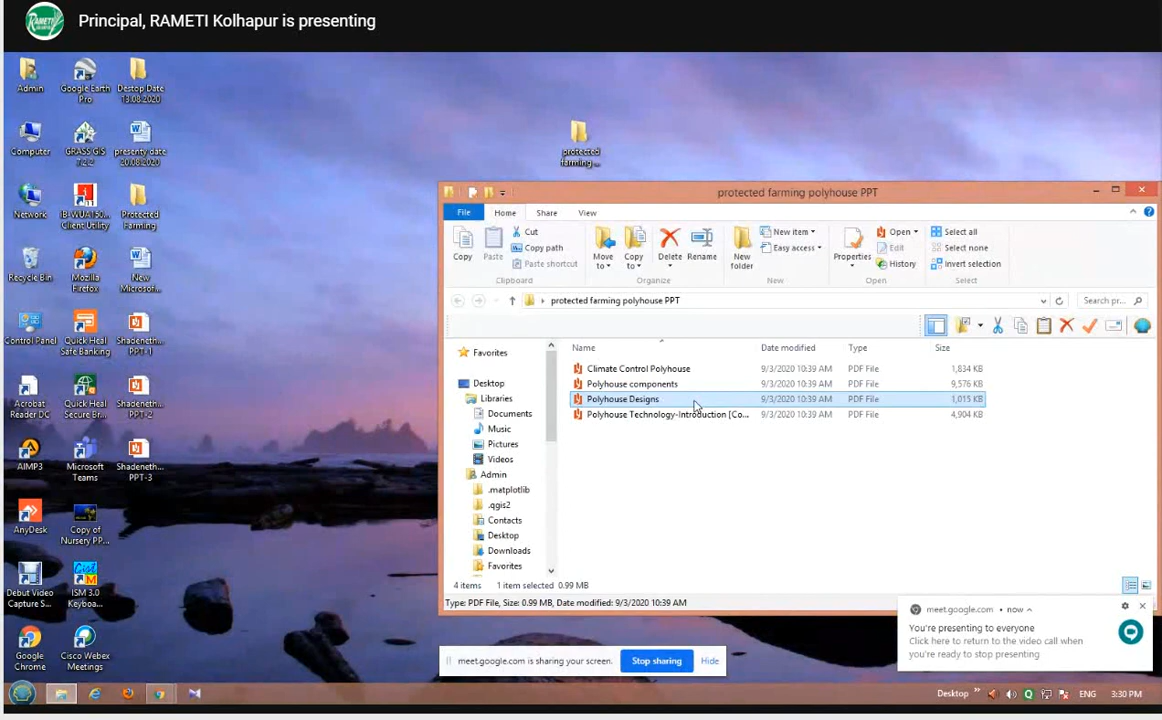 RAMETI
Principal, RAMETI Kolhapur is presenting
Admin
Google Earth
Pro
Destop Date
13.08.2020
Computer
GRASS GIS
7.2.2
presenty date
20.08.2020
Network
iB-WUA150...
Client Utility
Protected
Farming
Recycle Bin
Mozilla
Firefox
New
Microsof...
Control Panel
Quick Heal
Safe Banking
Shadeneth...
PPT-1
Acrobat
Reader DC
Quick Heal
Secure Br...
Shadeneth...
PPT-2
AIMP3
Microsoft
Teams
Shadeneth...
PPT-3
AnyDesk
Copy of
Nursery PP...
Debut Video
Capture S...
ISM 3.0
Keyboa...
Google
Chrome
Cisco Webex
Meetings
protected
farming ...
protected farming polyhouse PPT
File Home Share View
Copy
Paste
Cut
Copy path
Paste shortcut
Clipboard
Move
to
Copy
to
Delete
Rename
Organize
New
folder
New item
Easy access
New
Properties
Open
Edit
History
Open
Select all
Select none
Invert selection
Select
protected farming polyhouse PPT
Search pr...
Name Date modified Type Size
Climate Control Polyhouse 9/3/2020 10:39 AM PDF File 1,834 KB
Polyhouse components 9/3/2020 10:39 AM PDF File 9,576 KB
Polyhouse Designs 9/3/2020 10:39 AM PDF File 1,015 KB
Polyhouse Technology-Introduction [Co... 9/3/2020 10:39 AM PDF File 4,904 KB
Favorites
Desktop
Libraries
Documents
Music
Pictures
Videos
Admin
.matplotlib
.qgis2
Contacts
Desktop
Downloads
Favorites
4 items 1 item selected 0.99 MB
Type: PDF File, Size: 0.99 MB, Date modified: 9/3/2020 10:39 AM
meet.google.com • now
You're presenting to everyone
Click here to return to the video call when
you're ready to stop presenting
meet.google.com is sharing your screen.
Stop sharing
Hide
Desktop
ENG
3:30 PM